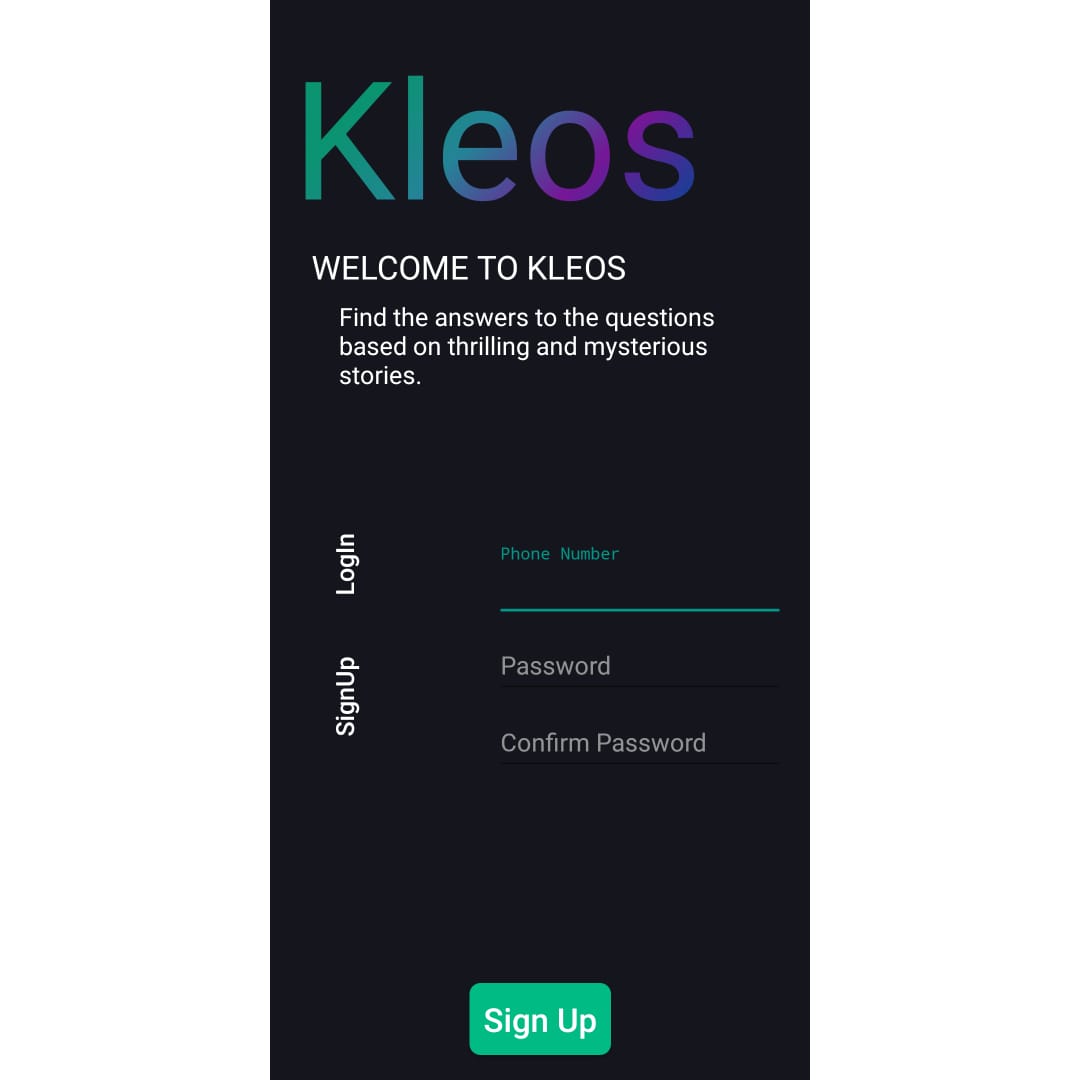 Kleos
WELCOME TO KLEOS
Find the answers to the questions
based on thrilling and mysterious
stories.
LogIn
SignUp
Phone Number
Password
Confirm Password
Sign Up